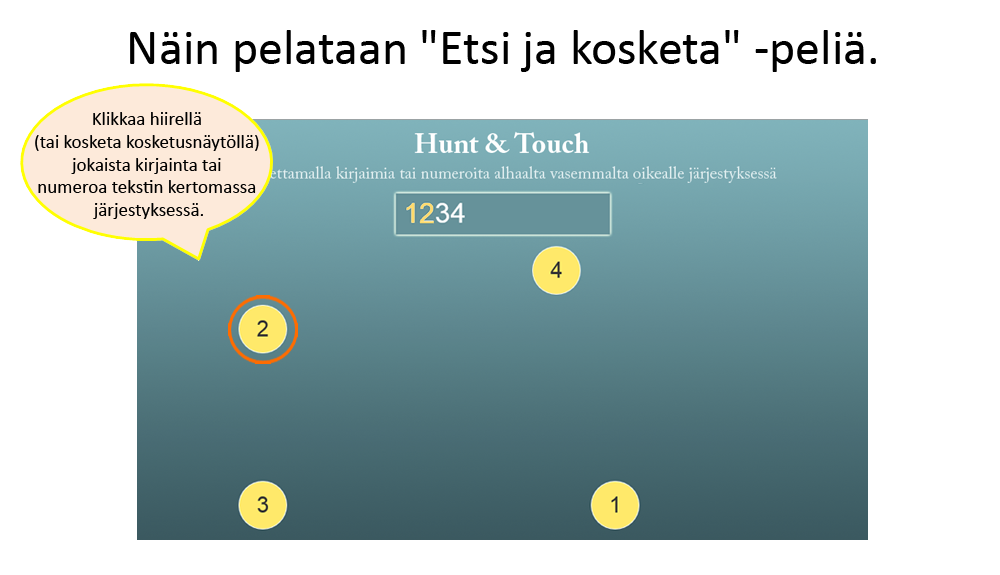 Näin pelataan "Etsi ja kosketa" -peliä.
Klikkaa hiirellä
(tai kosketa kosketusnäytöllä)
jokaista kirjainta tai
numeroa tekstin kertomassa
järjestyksessä.
Hunt & Touch
ettamalla kirjaimia tai numeroita alhaalta vasemmalta oikealle järjestyksessä
1234
4
2
3
1